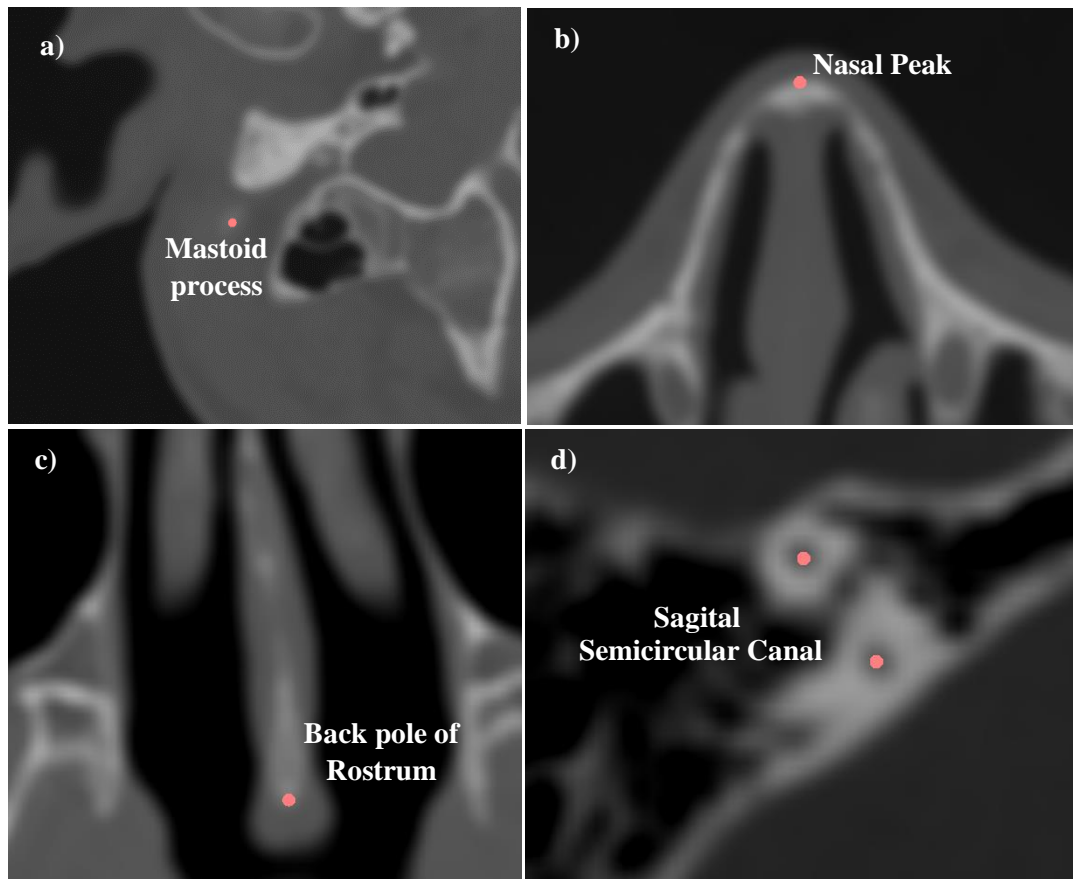 a)
Mastoid
process
b)
Nasal Peak
c)
Back pole of
Rostrum
d)
Sagital
Semicircular Canal